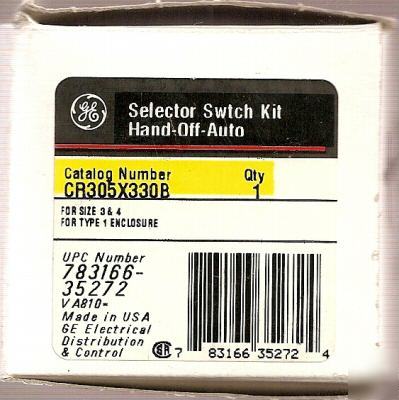 GE
Selector Swtch Kit
Hand-Off-Auto
Catalog Number Qty
CR305X330B 1
FOR SIZE 3 & 4
FOR TYPE 1 ENCLOSURE
UPC Number
783166-
35272
VA810-
Made in USA
GE Electrical
Distribution
& Control
7 83166 35272 4